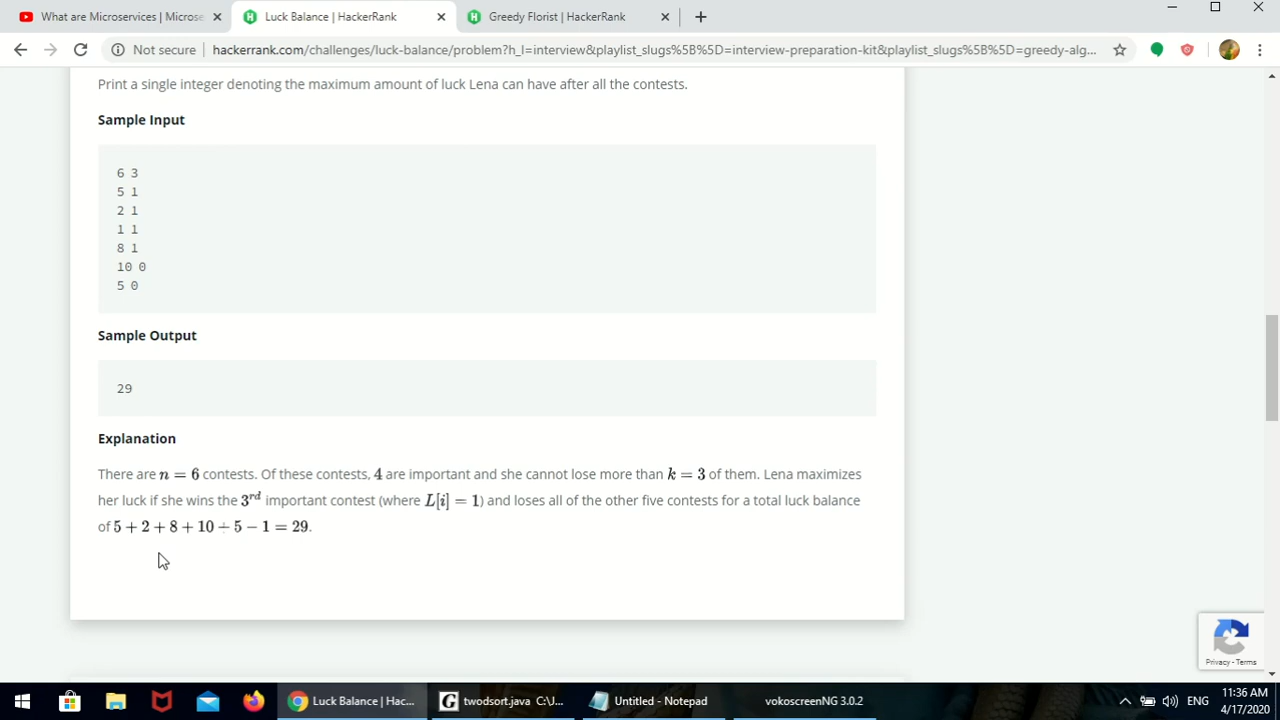 What are Microservices | Microse
Luck Balance | HackerRank
Greedy Florist | HackerRank
Not secure
hackerrank.com/challenges/luck-balance/problem?h_l=interview&playlist_slugs%5B%5D=interview-preparation-kit&playlist_slugs%5B%5D=greedy-alg...
Print a single integer denoting the maximum amount of luck Lena can have after all the contests.
Sample Input
6 3
5 1
2 1
1 1
8 1
10 0
5 0
Sample Output
29
Explanation
There are n = 6 contests. Of these contests, 4 are important and she cannot lose more than k = 3 of them. Lena maximizes
her luck if she wins the 3rd important contest (where L[i] = 1) and loses all of the other five contests for a total luck balance
of 5 + 2 + 8 + 10 + 5 − 1 = 29.
Privacy - Terms
Luck Balance | Hac...
twodsort.java C:\J...
Untitled - Notepad
vokoscreenNG 3.0.2
ENG
11:36 AM
4/17/2020